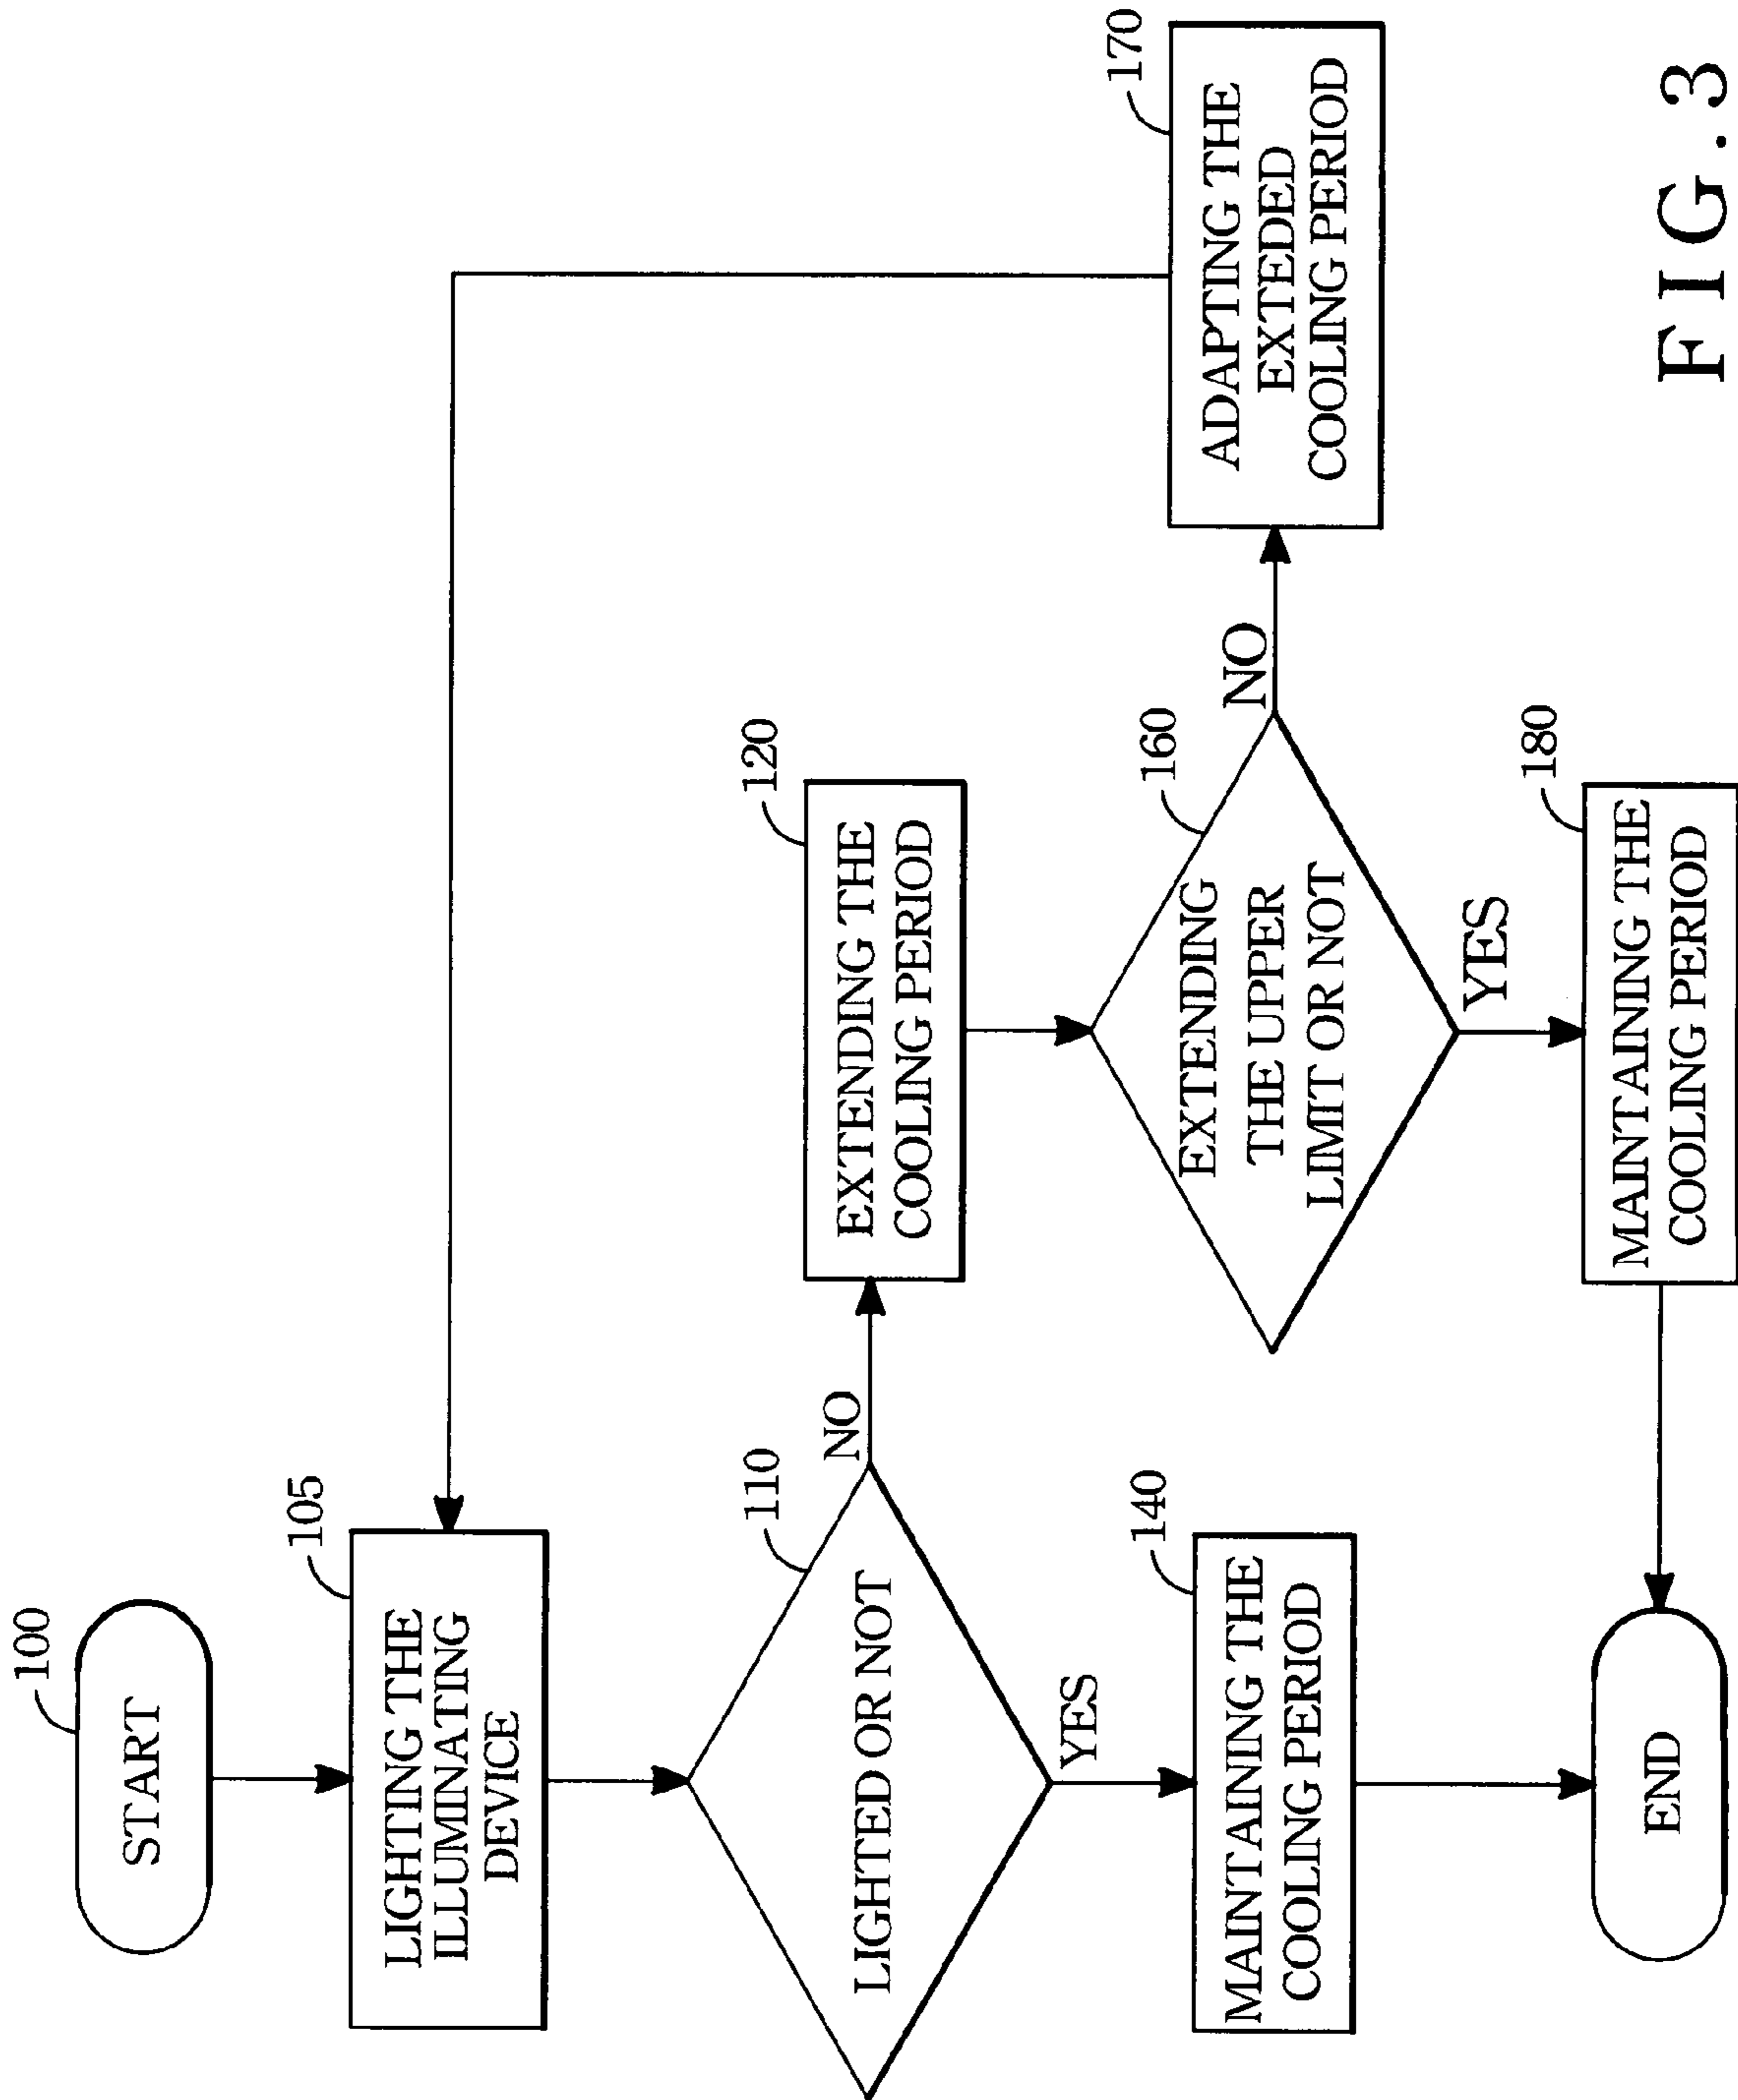 100
START
105
LIGHTING THE
ILLUMINATING
DEVICE
110
LIGHTED OR NOT
NO
YES
120
EXTENDING THE
COOLING PERIOD
140
MAINTAINING THE
COOLING PERIOD
160
EXTENDING
THE UPPER
LIMIT OR NOT
NO
YES
170
ADAPTING THE
EXTEDED
COOLING PERIOD
180
MAINTAINING THE
COOLING PERIOD
END
FIG.3